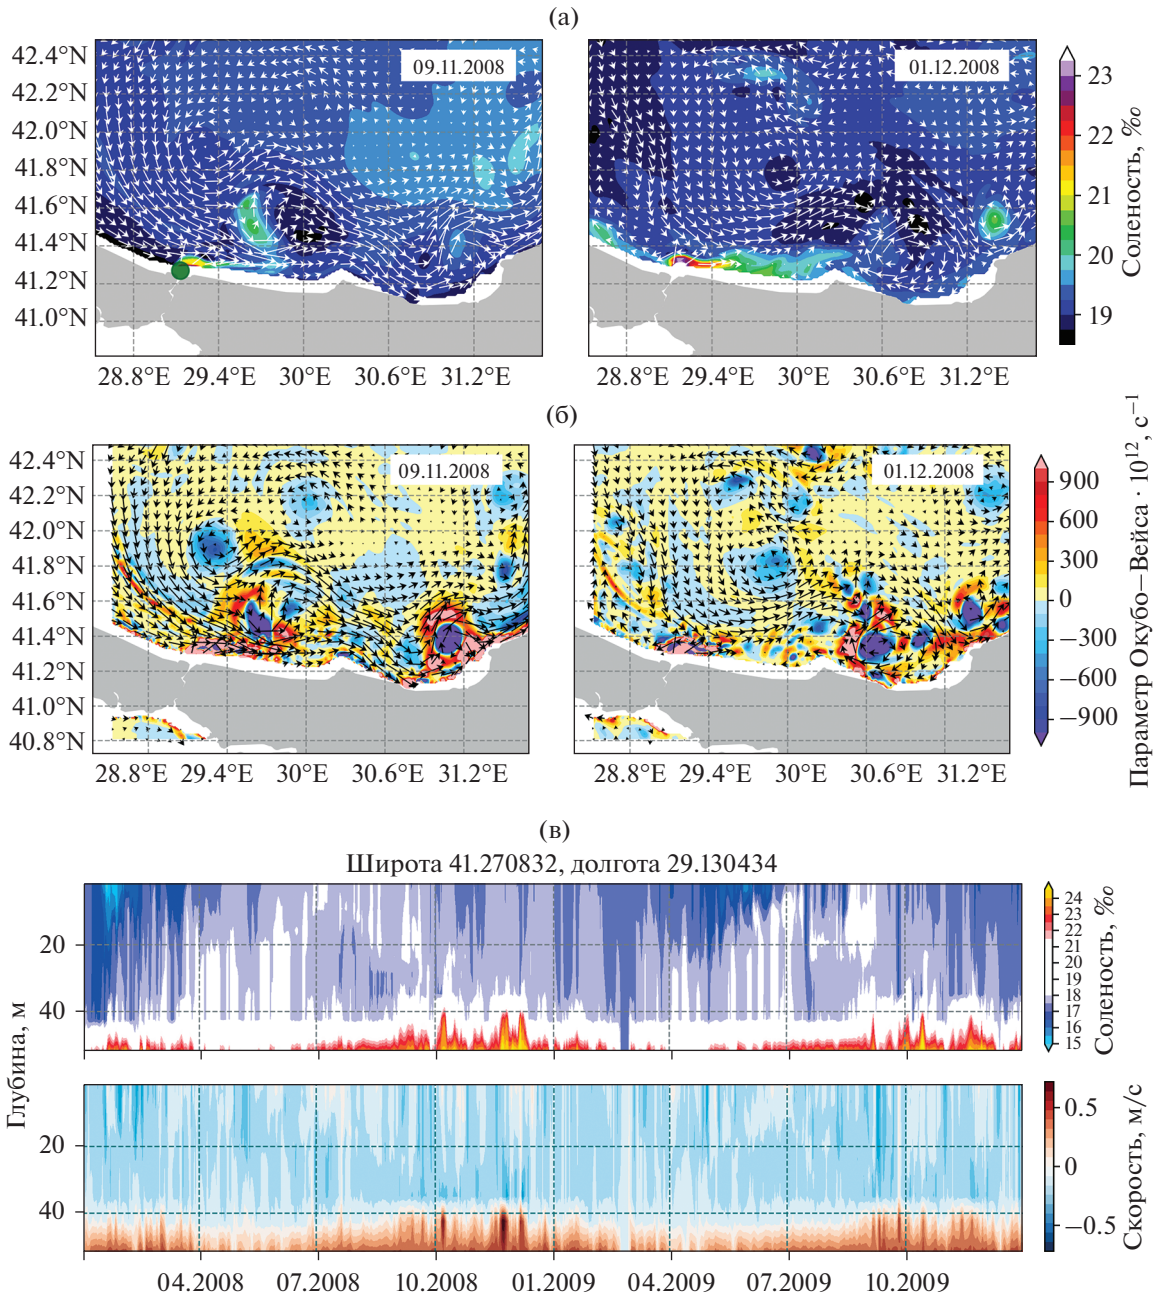 (а)
42.4°N
42.2°N
42.0°N
41.8°N
41.6°N
41.4°N
41.2°N
41.0°N
09.11.2008
01.12.2008
28.8°E 29.4°E 30°E 30.6°E 31.2°E
28.8°E 29.4°E 30°E 30.6°E 31.2°E
23
22
21
20
19
Соленость, ‰
(б)
42.4°N
42.2°N
42.0°N
41.8°N
41.6°N
41.4°N
41.2°N
41.0°N
40.8°N
09.11.2008
01.12.2008
28.8°E 29.4°E 30°E 30.6°E 31.2°E
28.8°E 29.4°E 30°E 30.6°E 31.2°E
900
600
300
0
−300
−600
−900
Параметр Окубо–Вейса · 10¹², с⁻¹
(в)
Широта 41.270832, долгота 29.130434
20
40
24
23
22
21
20
19
18
17
16
15
Соленость, ‰
Глубина, м
20
40
0.5
0
−0.5
Скорость, м/с
04.2008 07.2008 10.2008 01.2009 04.2009 07.2009 10.2009